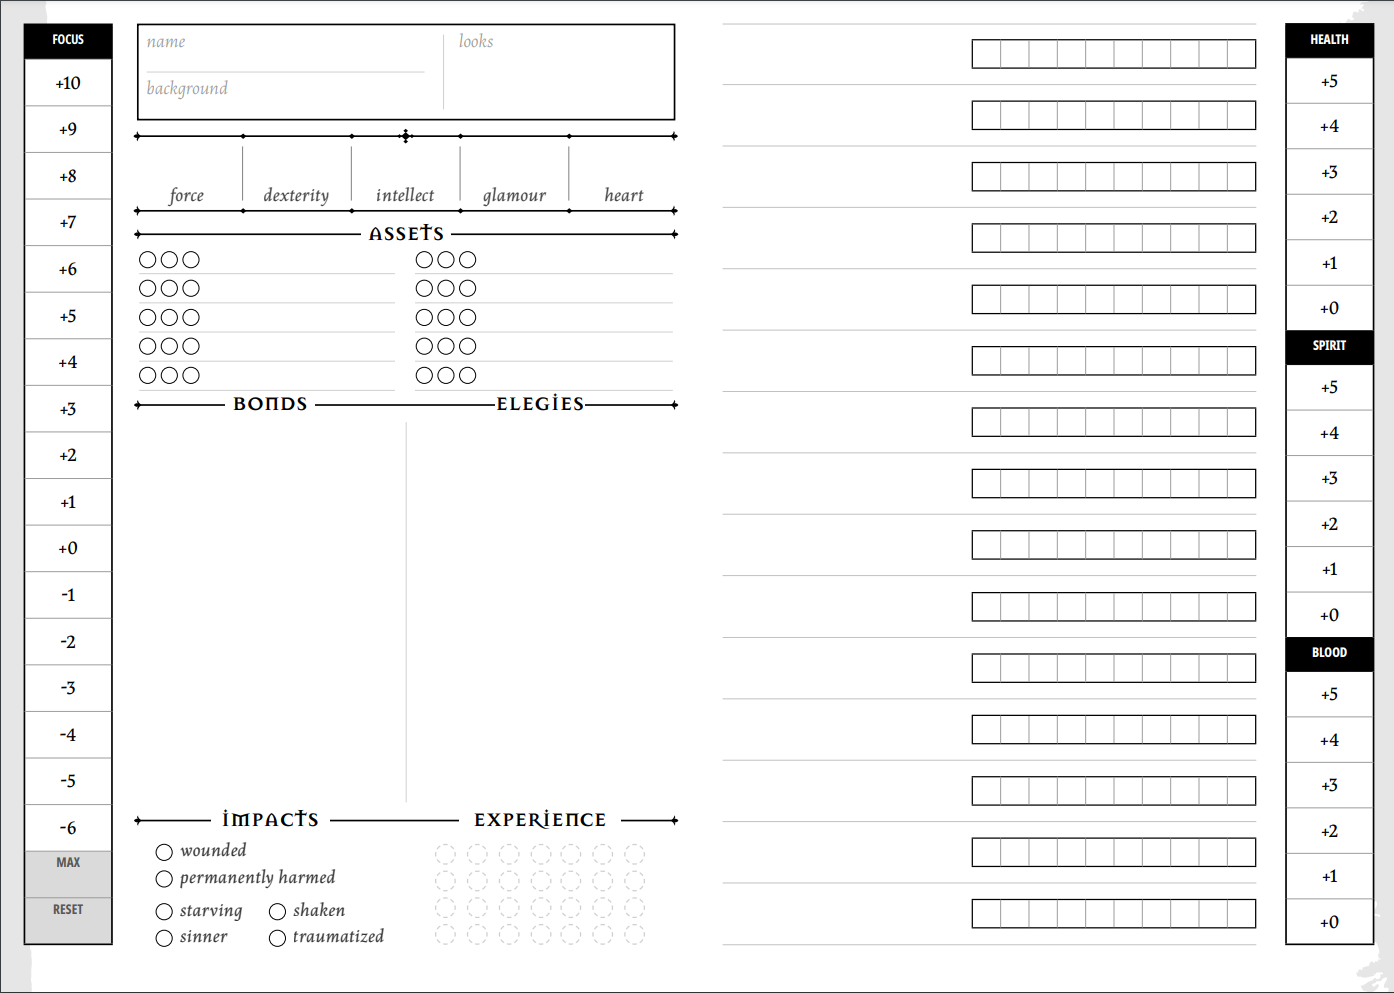 FOCUS
+10
+9
+8
+7
+6
+5
+4
+3
+2
+1
+0
-1
-2
-3
-4
-5
-6
MAX
RESET
name
looks
background
force dexterity intellect glamour heart
ASSETS
BONDS ELEGIES
IMPACTS EXPERIENCE
wounded
permanently harmed
starving shaken
sinner traumatized
HEALTH
+5
+4
+3
+2
+1
+0
SPIRIT
+5
+4
+3
+2
+1
+0
BLOOD
+5
+4
+3
+2
+1
+0